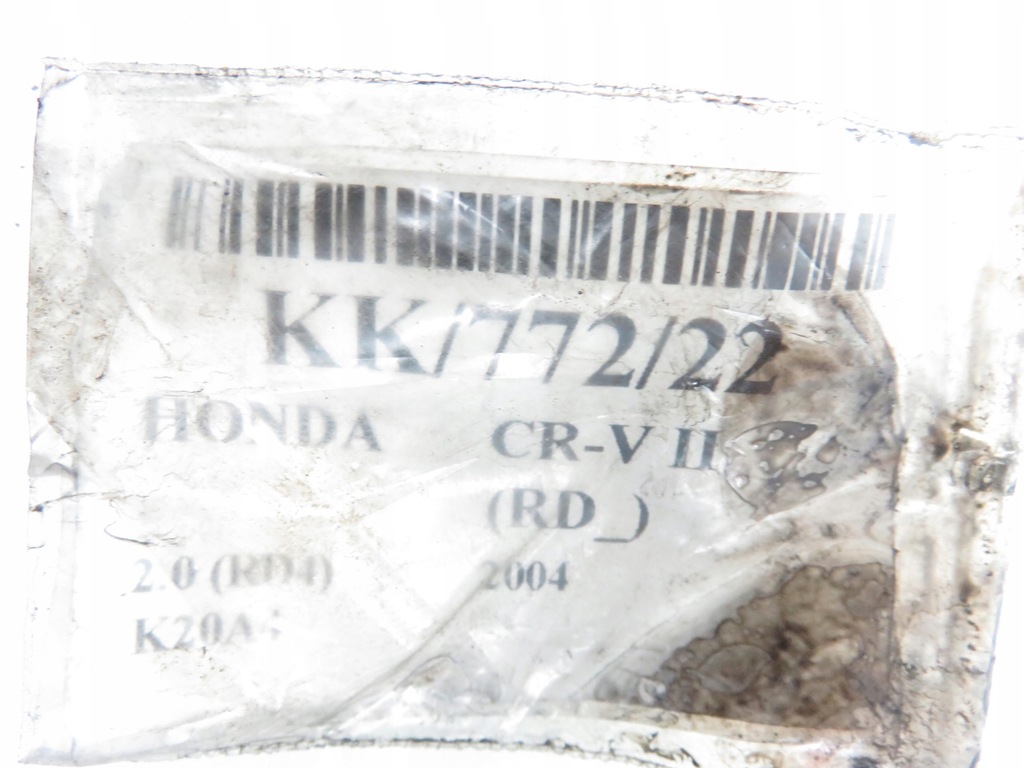 KK/772/22
HONDA CR-V II
(RD_)
2.0 (RD4) 2004